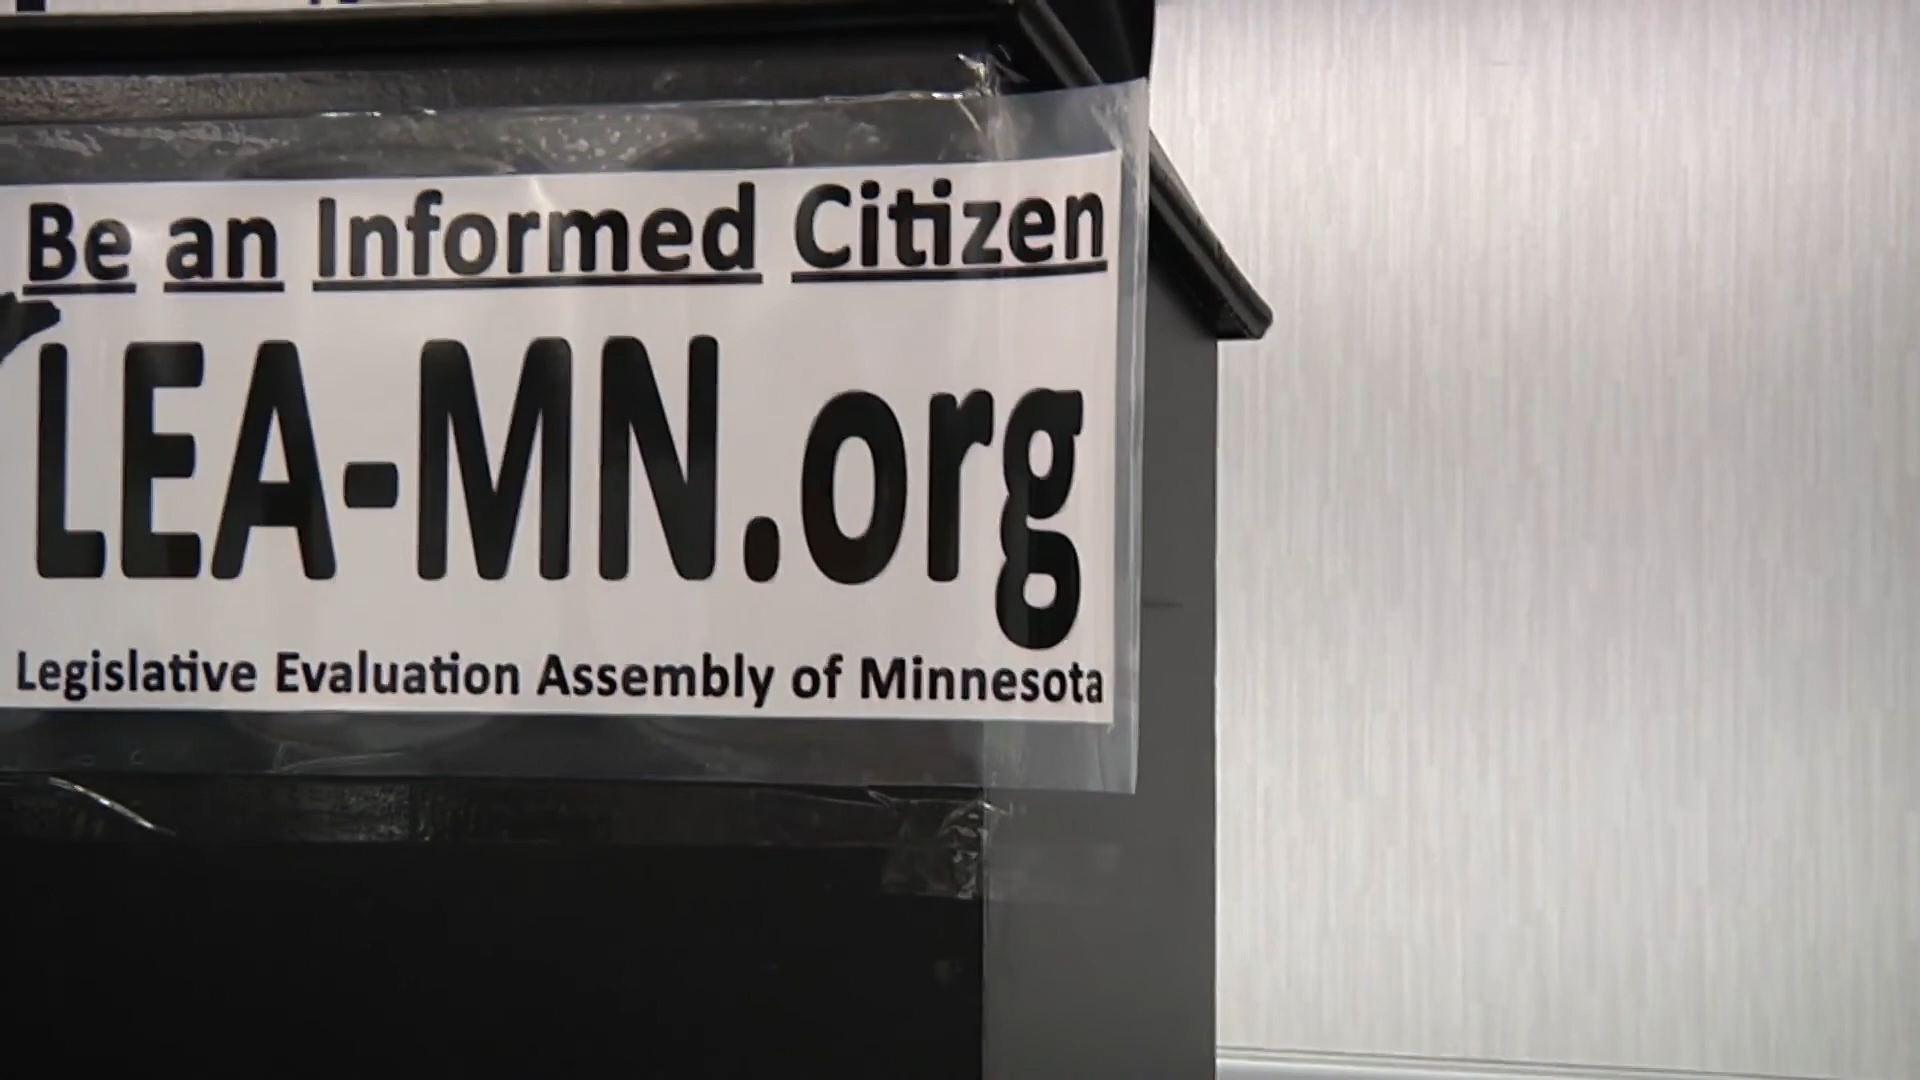 Be an Informed Citizen
LEA-MN.org
Legislative Evaluation Assembly of Minnesota